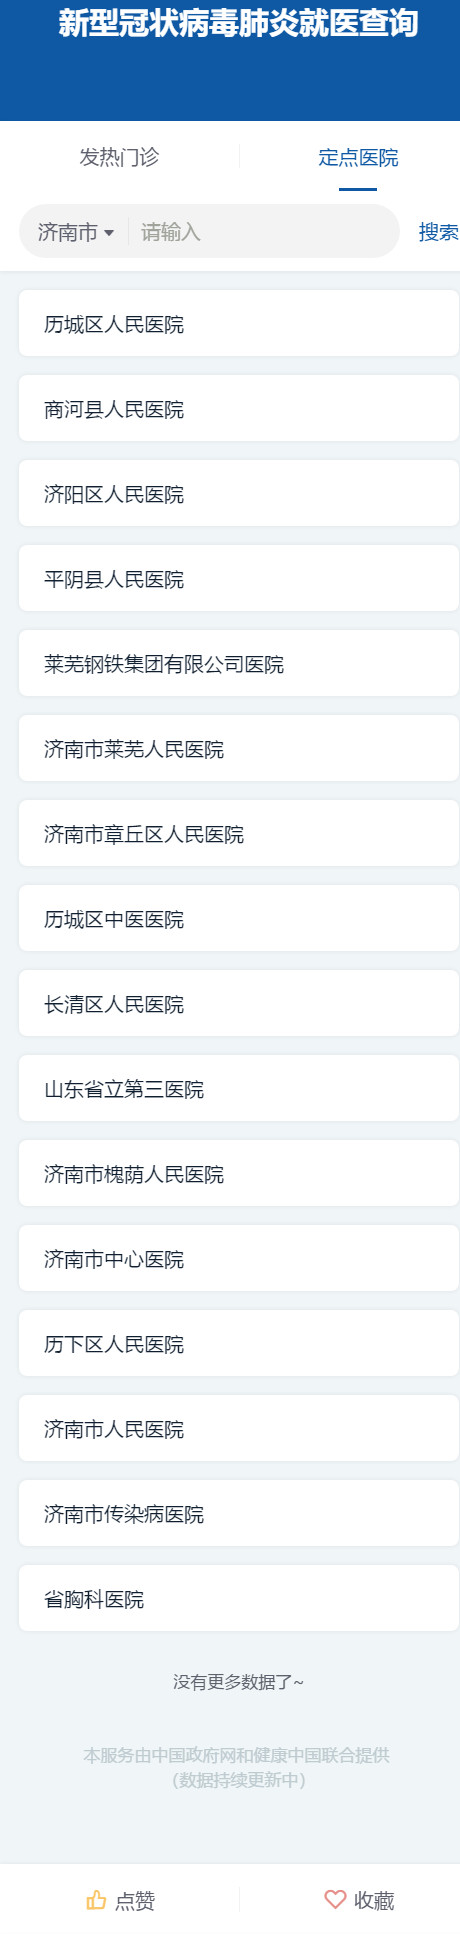 新型冠状病毒肺炎就医查询
发热门诊
定点医院
济南市
请输入
搜索
历城区人民医院
商河县人民医院
济阳区人民医院
平阴县人民医院
莱芜钢铁集团有限公司医院
济南市莱芜人民医院
济南市章丘区人民医院
历城区中医医院
长清区人民医院
山东省立第三医院
济南市槐荫人民医院
济南市中心医院
历下区人民医院
济南市人民医院
济南市传染病医院
省胸科医院
没有更多数据了~
本服务由中国政府网和健康中国联合提供
(数据持续更新中)
点赞
收藏